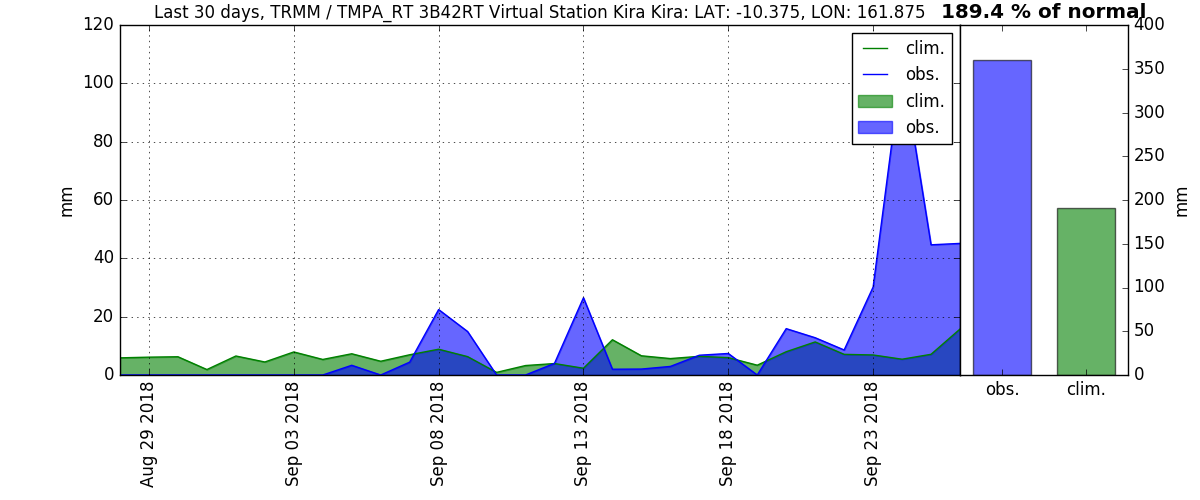 Last 30 days, TRMM / TMPA_RT 3B42RT Virtual Station Kira Kira: LAT: -10.375, LON: 161.875 189.4 % of normal
120
100
80
60
40
20
0
mm
clim.
obs.
clim.
obs.
400
350
300
250
200
150
100
50
0
mm
obs. clim.
Aug 29 2018
Sep 03 2018
Sep 08 2018
Sep 13 2018
Sep 18 2018
Sep 23 2018